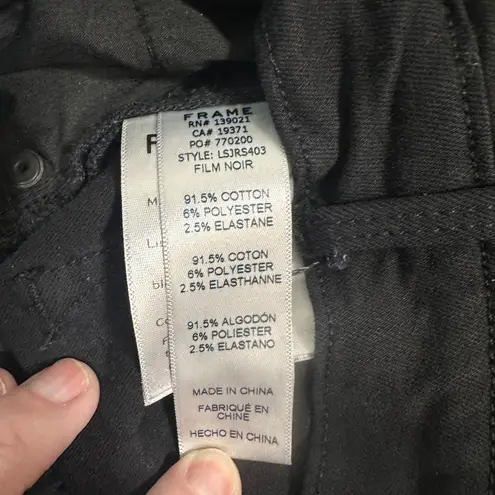 FRAME
RN# 139021
CA# 19371
PO# 770200
STYLE: LSJRS403
FILM NOIR
91.5% COTTON
6% POLYESTER
2.5% ELASTANE
91.5% COTON
6% POLYESTER
2.5% ELASTHANNE
91.5% ALGODÓN
6% POLIESTER
2.5% ELASTANO
MADE IN CHINA
FABRIQUÉ EN
CHINE
HECHO EN CHINA